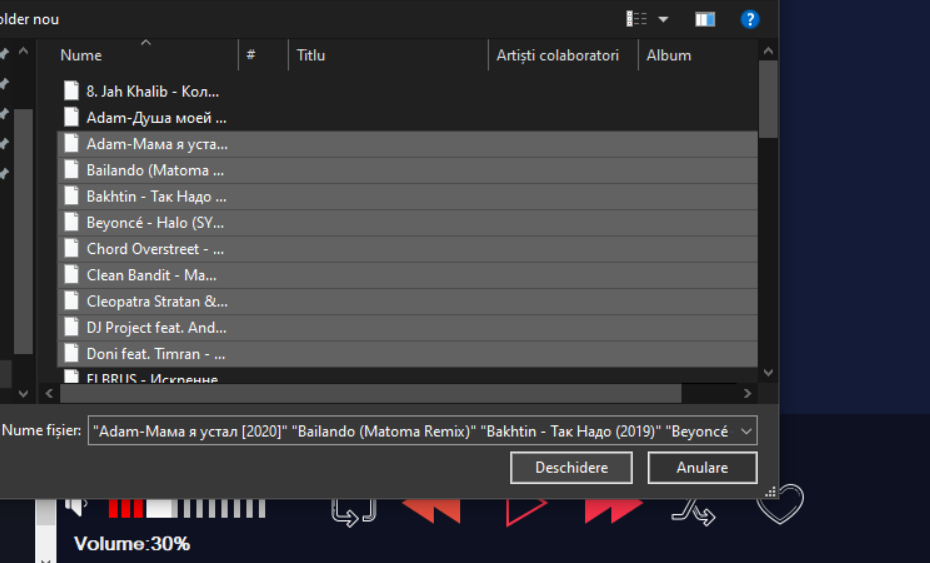 older nou
Nume # Titlu Artiști colaboratori Album
8. Jah Khalib - Кол...
Adam-Душа моей ...
Adam-Мама я уста...
Bailando (Matoma ...
Bakhtin - Так Надо ...
Beyoncé - Halo (SY...
Chord Overstreet - ...
Clean Bandit - Ma...
Cleopatra Stratan &...
DJ Project feat. And...
Doni feat. Timran - ...
ELBRUS - Искренне
Nume fișier: "Adam-Мама я устал [2020]" "Bailando (Matoma Remix)" "Bakhtin - Так Надо (2019)" "Beyoncé
Deschidere Anulare
Volume:30%